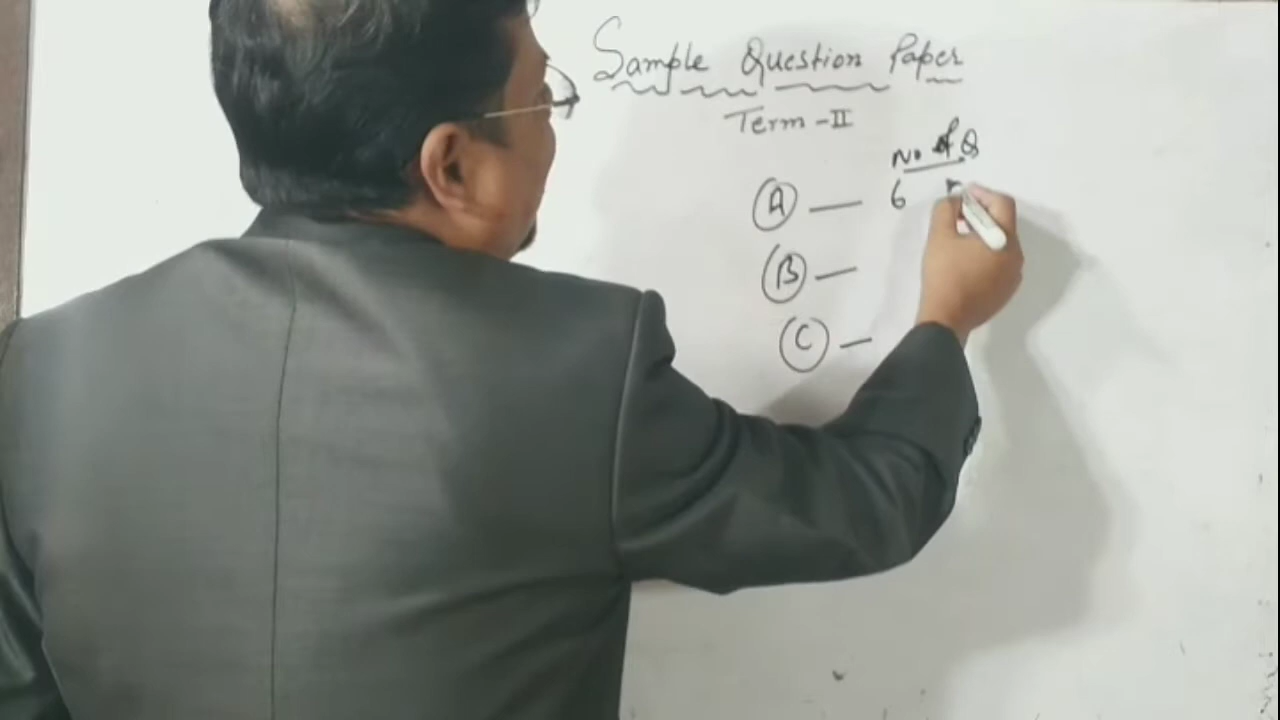 Sample Question Paper
Term - II
No of Q
A — 6
B —
C —